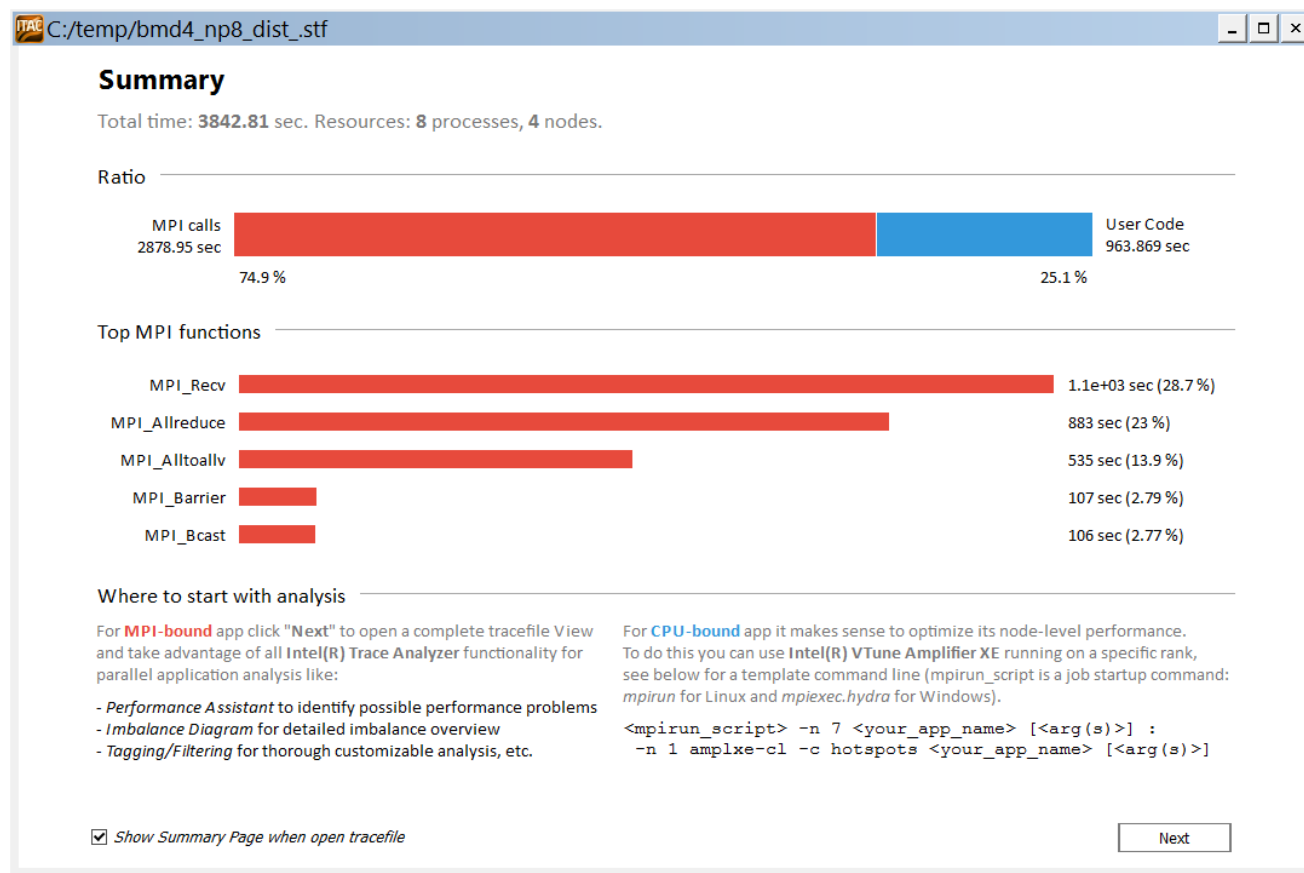 ITAC C:/temp/bmd4_np8_dist_.stf
Summary
Total time: 3842.81 sec. Resources: 8 processes, 4 nodes.
Ratio
MPI calls
2878.95 sec
User Code
963.869 sec
74.9 %
25.1 %
Top MPI functions
MPI_Recv 1.1e+03 sec (28.7 %)
MPI_Allreduce 883 sec (23 %)
MPI_Alltoallv 535 sec (13.9 %)
MPI_Barrier 107 sec (2.79 %)
MPI_Bcast 106 sec (2.77 %)
Where to start with analysis
For MPI-bound app click "Next" to open a complete tracefile View
and take advantage of all Intel(R) Trace Analyzer functionality for
parallel application analysis like:
- Performance Assistant to identify possible performance problems
- Imbalance Diagram for detailed imbalance overview
- Tagging/Filtering for thorough customizable analysis, etc.
For CPU-bound app it makes sense to optimize its node-level performance.
To do this you can use Intel(R) VTune Amplifier XE running on a specific rank,
see below for a template command line (mpirun_script is a job startup command:
mpirun for Linux and mpiexec.hydra for Windows).
<mpirun_script> -n 7 <your_app_name> [<arg(s)>] :
-n 1 amplxe-cl -c hotspots <your_app_name> [<arg(s)>]
Show Summary Page when open tracefile
Next